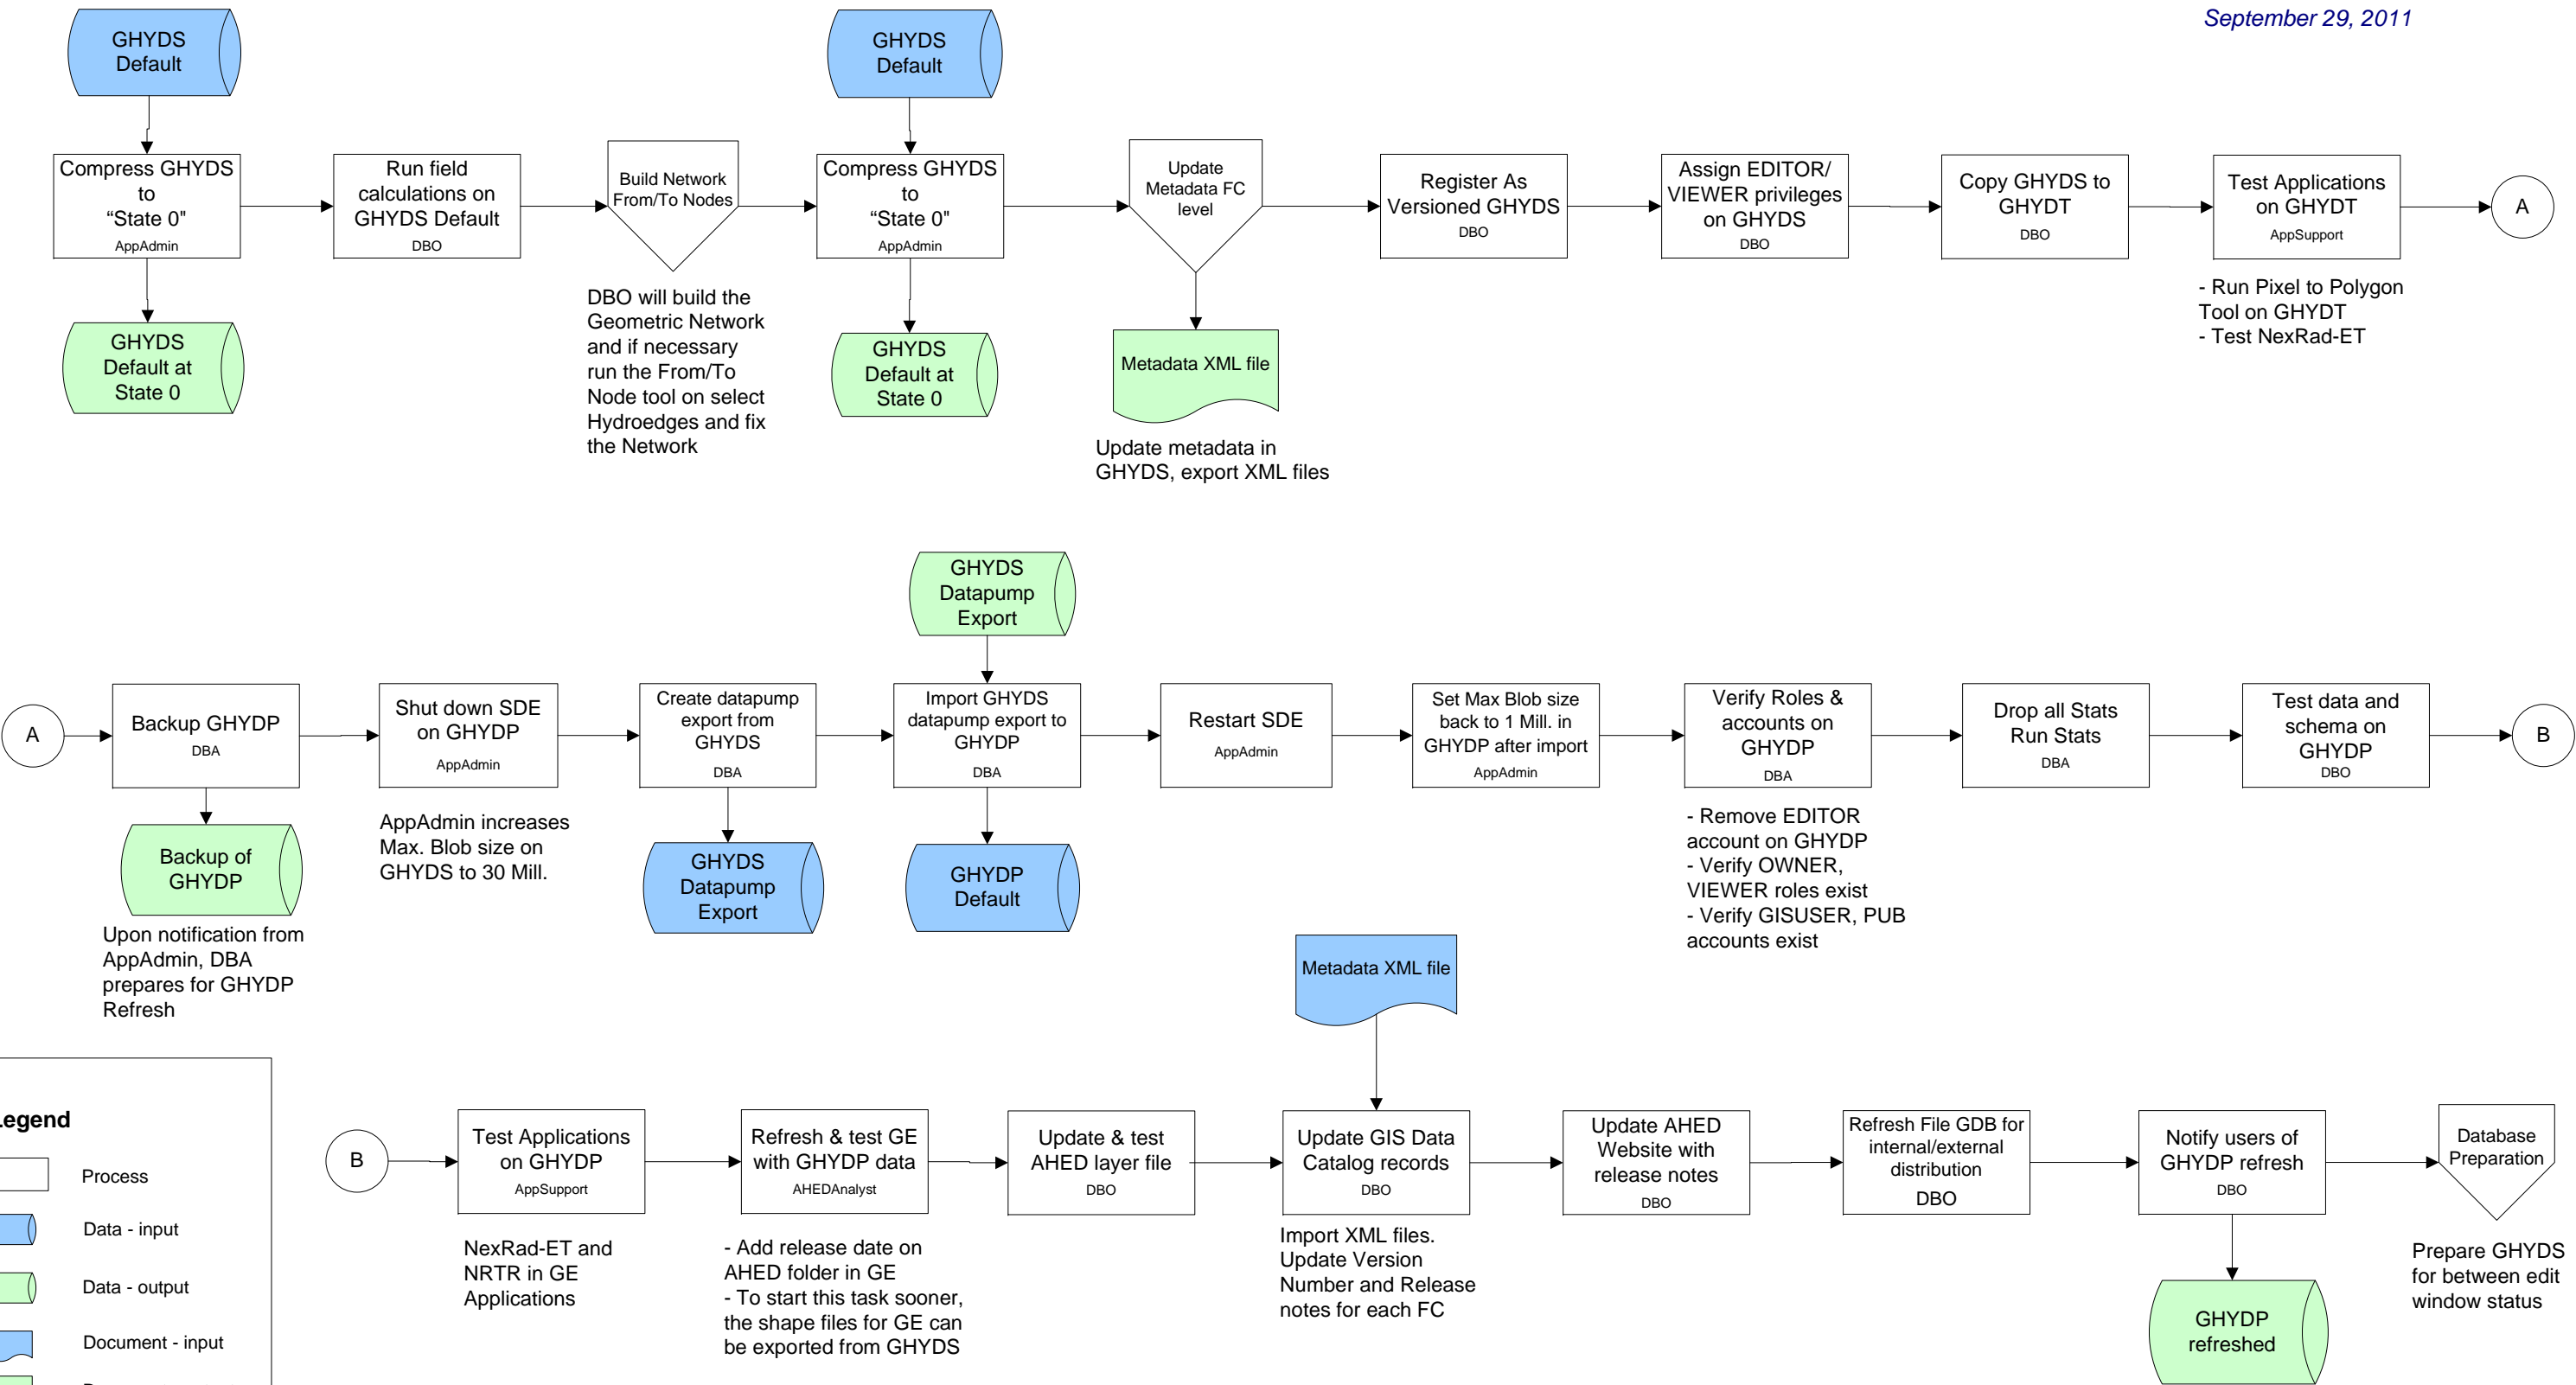 September 29, 2011
GHYDS
Default
GHYDS
Default
Compress GHYDS
to
“State 0"
AppAdmin
Run field
calculations on
GHYDS Default
DBO
Build Network
From/To Nodes
Compress GHYDS
to
“State 0"
AppAdmin
Update
Metadata FC
level
Register As
Versioned GHYDS
DBO
Assign EDITOR/
VIEWER privileges
on GHYDS
DBO
Copy GHYDS to
GHYDT
DBO
Test Applications
on GHYDT
AppSupport
A
GHYDS
Default at
State 0
DBO will build the
Geometric Network
and if necessary
run the From/To
Node tool on select
Hydroedges and fix
the Network
GHYDS
Default at
State 0
Metadata XML file
Update metadata in
GHYDS, export XML files
- Run Pixel to Polygon
Tool on GHYDT
- Test NexRad-ET
GHYDS
Datapump
Export
A
Backup GHYDP
DBA
Shut down SDE
on GHYDP
AppAdmin
Create datapump
export from
GHYDS
DBA
Import GHYDS
datapump export to
GHYDP
DBA
Restart SDE
AppAdmin
Set Max Blob size
back to 1 Mill. in
GHYDP after import
AppAdmin
Verify Roles &
accounts on
GHYDP
DBA
Drop all Stats
Run Stats
DBA
Test data and
schema on
GHYDP
DBO
B
Backup of
GHYDP
Upon notification from
AppAdmin, DBA
prepares for GHYDP
Refresh
AppAdmin increases
Max. Blob size on
GHYDS to 30 Mill.
GHYDS
Datapump
Export
GHYDP
Default
- Remove EDITOR
account on GHYDP
- Verify OWNER,
VIEWER roles exist
- Verify GISUSER, PUB
accounts exist
Metadata XML file
B
Test Applications
on GHYDP
AppSupport
Refresh & test GE
with GHYDP data
AHEDAnalyst
Update & test
AHED layer file
DBO
Update GIS Data
Catalog records
DBO
Update AHED
Website with
release notes
DBO
Refresh File GDB for
internal/external
distribution
DBO
Notify users of
GHYDP refresh
DBO
Database
Preparation
NexRad-ET and
NRTR in GE
Applications
- Add release date on
AHED folder in GE
- To start this task sooner,
the shape files for GE can
be exported from GHYDS
Import XML files.
Update Version
Number and Release
notes for each FC
GHYDP
refreshed
Prepare GHYDS
for between edit
window status
Legend
Process
Data - input
Data - output
Document - input